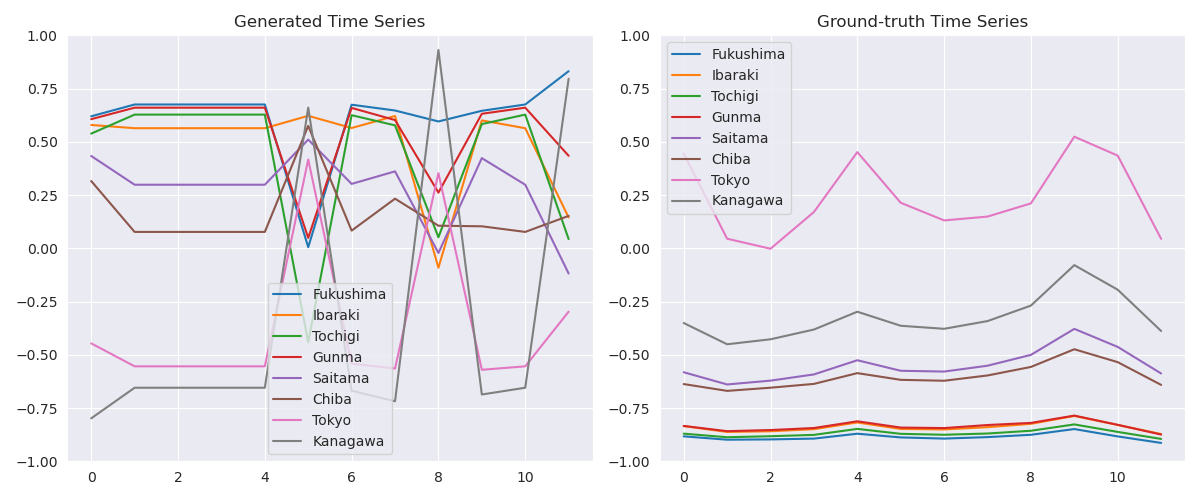 Generated Time Series
1.00
0.75
0.50
0.25
0.00
−0.25
−0.50
−0.75
−1.00
0 2 4 6 8 10
Fukushima
Ibaraki
Tochigi
Gunma
Saitama
Chiba
Tokyo
Kanagawa
Ground-truth Time Series
1.00
0.75
0.50
0.25
0.00
−0.25
−0.50
−0.75
−1.00
0 2 4 6 8 10
Fukushima
Ibaraki
Tochigi
Gunma
Saitama
Chiba
Tokyo
Kanagawa